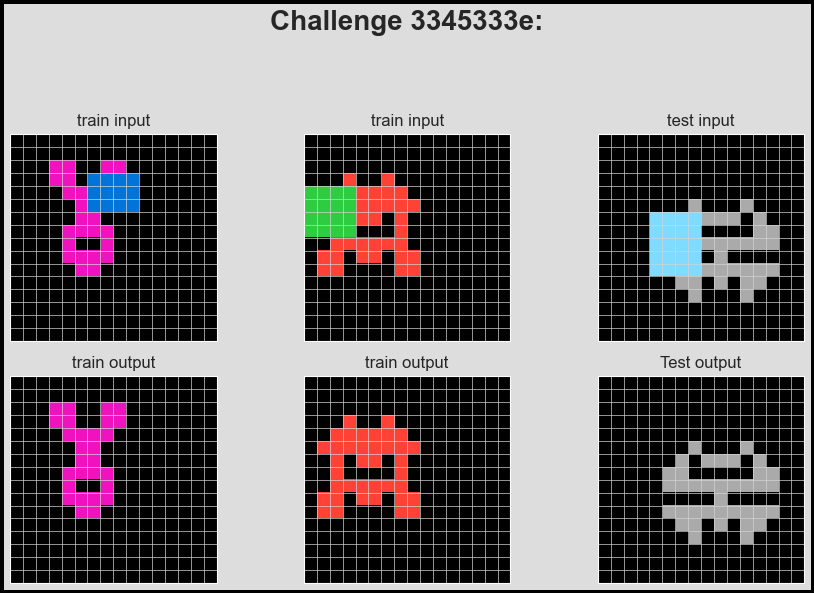 Challenge 3345333e:
train input
train input
test input
train output
train output
Test output